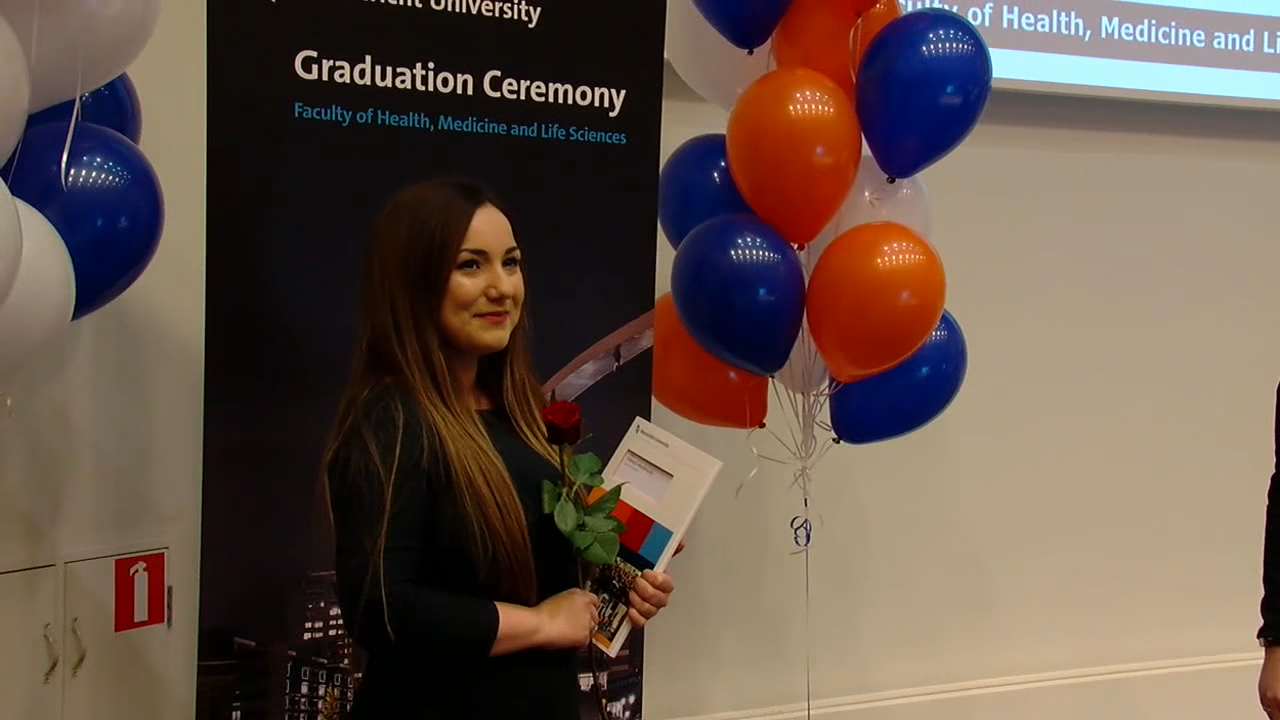 University
Graduation Ceremony
Faculty of Health, Medicine and Life Sciences
of Health, Medicine and Li